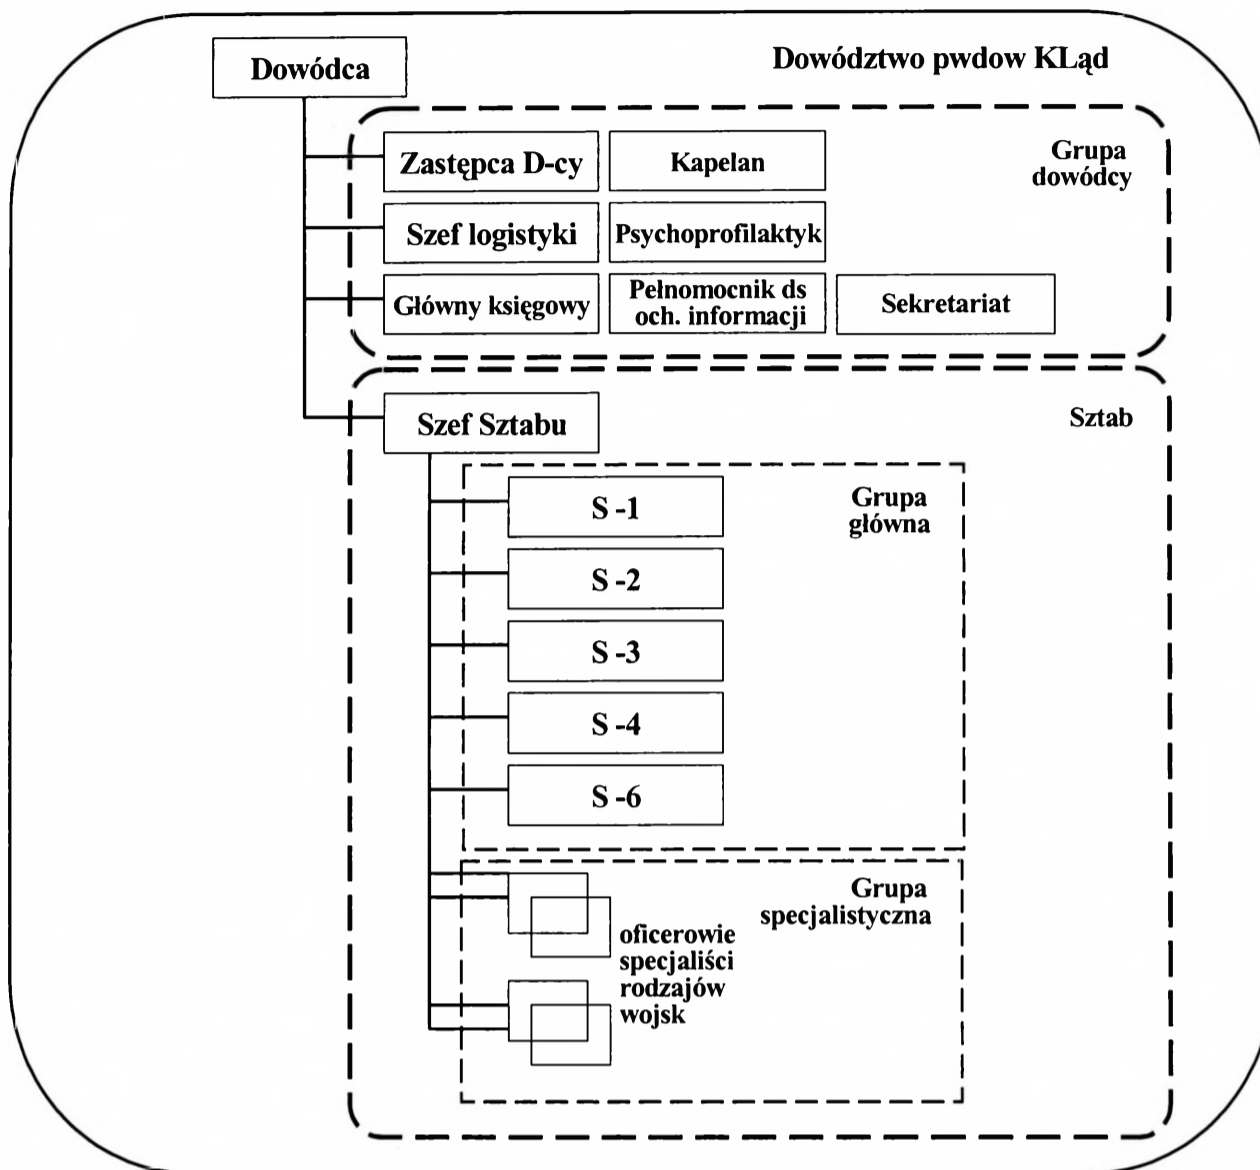 Dowódca
Dowództwo pwdow KLąd
Grupa
dowódcy
Zastępca D-cy
Kapelan
Szef logistyki
Psychoprofilaktyk
Główny księgowy
Pełnomocnik ds
och. informacji
Sekretariat
Sztab
Szef Sztabu
Grupa
główna
S -1
S -2
S -3
S -4
S -6
Grupa
specjalistyczna
oficerowie
specjaliści
rodzajów
wojsk